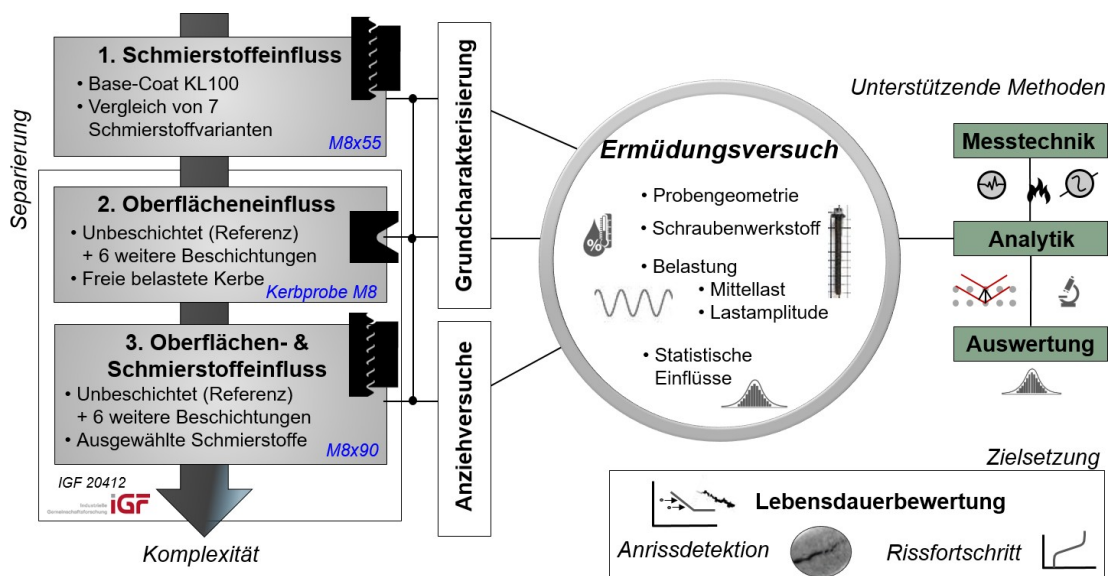 Separierung
1. Schmierstoffeinfluss
• Base-Coat KL100
• Vergleich von 7
Schmierstoffvarianten
M8x55
2. Oberflächeneinfluss
• Unbeschichtet (Referenz)
+ 6 weitere Beschichtungen
• Freie belastete Kerbe
Kerbprobe M8
3. Oberflächen- &
Schmierstoffeinfluss
• Unbeschichtet (Referenz)
+ 6 weitere Beschichtungen
• Ausgewählte Schmierstoffe
M8x90
IGF 20412
Industrielle
Gemeinschaftsforschung
iGF
Komplexität
Grundcharakterisierung
Anziehversuche
Ermüdungsversuch
• Probengeometrie
• Schraubenwerkstoff
%
• Belastung
• Mittellast
• Lastamplitude
• Statistische
Einflüsse
Unterstützende Methoden
Messtechnik
Analytik
Auswertung
Zielsetzung
Lebensdauerbewertung
Anrissdetektion
Rissfortschritt